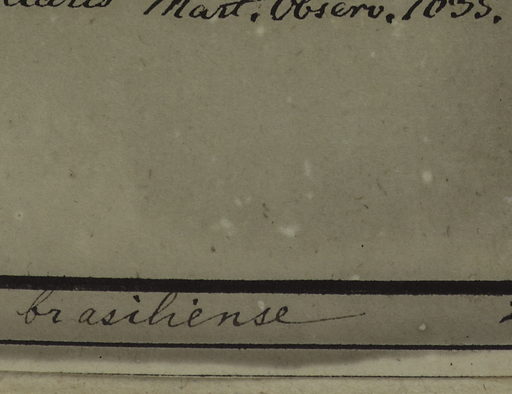 Mart. Observ. 1835.
brasiliense